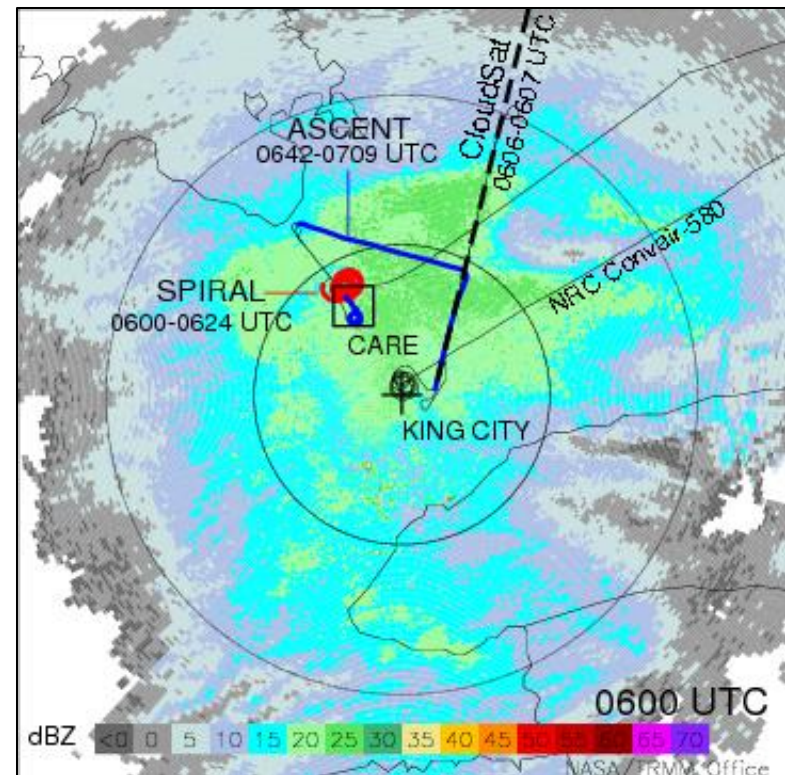 CloudSat
0606-0607 UTC
ASCENT
0642-0709 UTC
NRC Convair-580
SPIRAL
0600-0624 UTC
CARE
KING CITY
0600 UTC
dBZ <0 0 5 10 15 20 25 30 35 40 45 50 55 60 65 70
NASA/TRMM Office